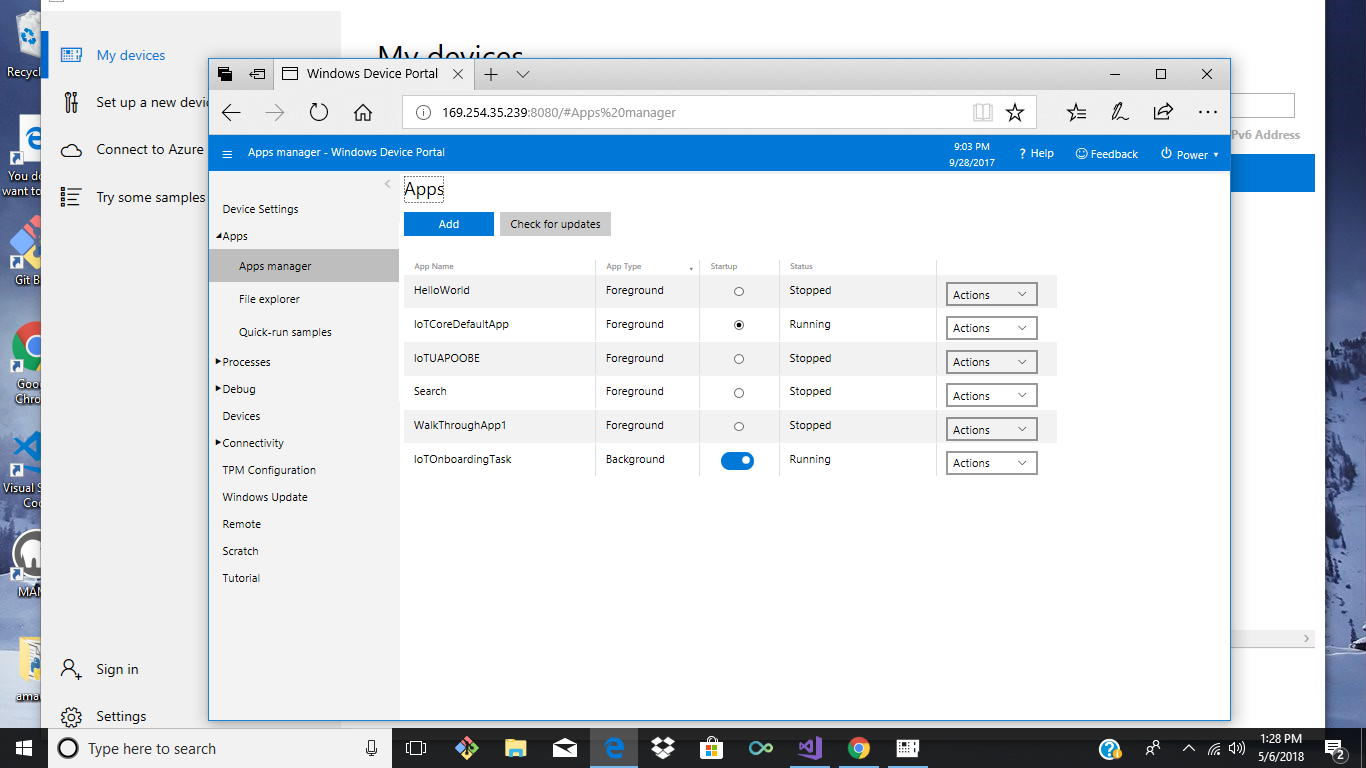 Recycl
My devices
Set up a new devic
Connect to Azure
Try some samples
Sign in
Settings
My devices
Pv6 Address
Windows Device Portal
169.254.35.239:8080/#Apps%20manager
Apps manager - Windows Device Portal
9:03 PM
9/28/2017
? Help
Feedback
Power
Device Settings
Apps
Apps manager
File explorer
Quick-run samples
Processes
Debug
Devices
Connectivity
TPM Configuration
Windows Update
Remote
Scratch
Tutorial
Apps
Add
Check for updates
App Name App Type Startup Status
HelloWorld Foreground Stopped Actions
IoTCoreDefaultApp Foreground Running Actions
IoTUAPOOBE Foreground Stopped Actions
Search Foreground Stopped Actions
WalkThroughApp1 Foreground Stopped Actions
IoTOnboardingTask Background Running Actions
You do
want to
Git B
Goo
Chro
Visual S
Co
MAN
ama
Type here to search
1:28 PM
5/6/2018
2